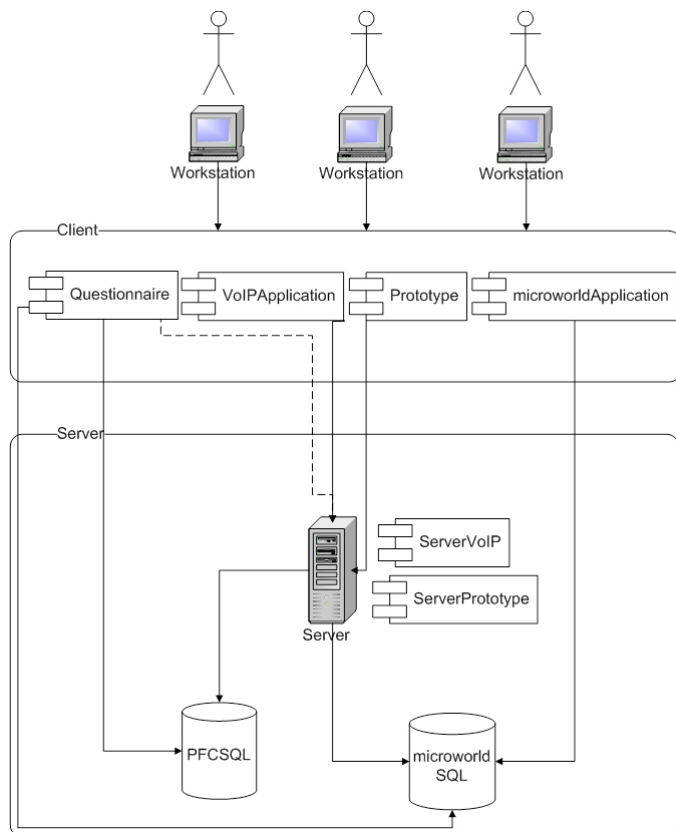 Workstation
Workstation
Workstation
Client
Questionnaire
VoIPApplication
Prototype
microworldApplication
Server
ServerVoIP
ServerPrototype
Server
PFCSQL
microworld
SQL